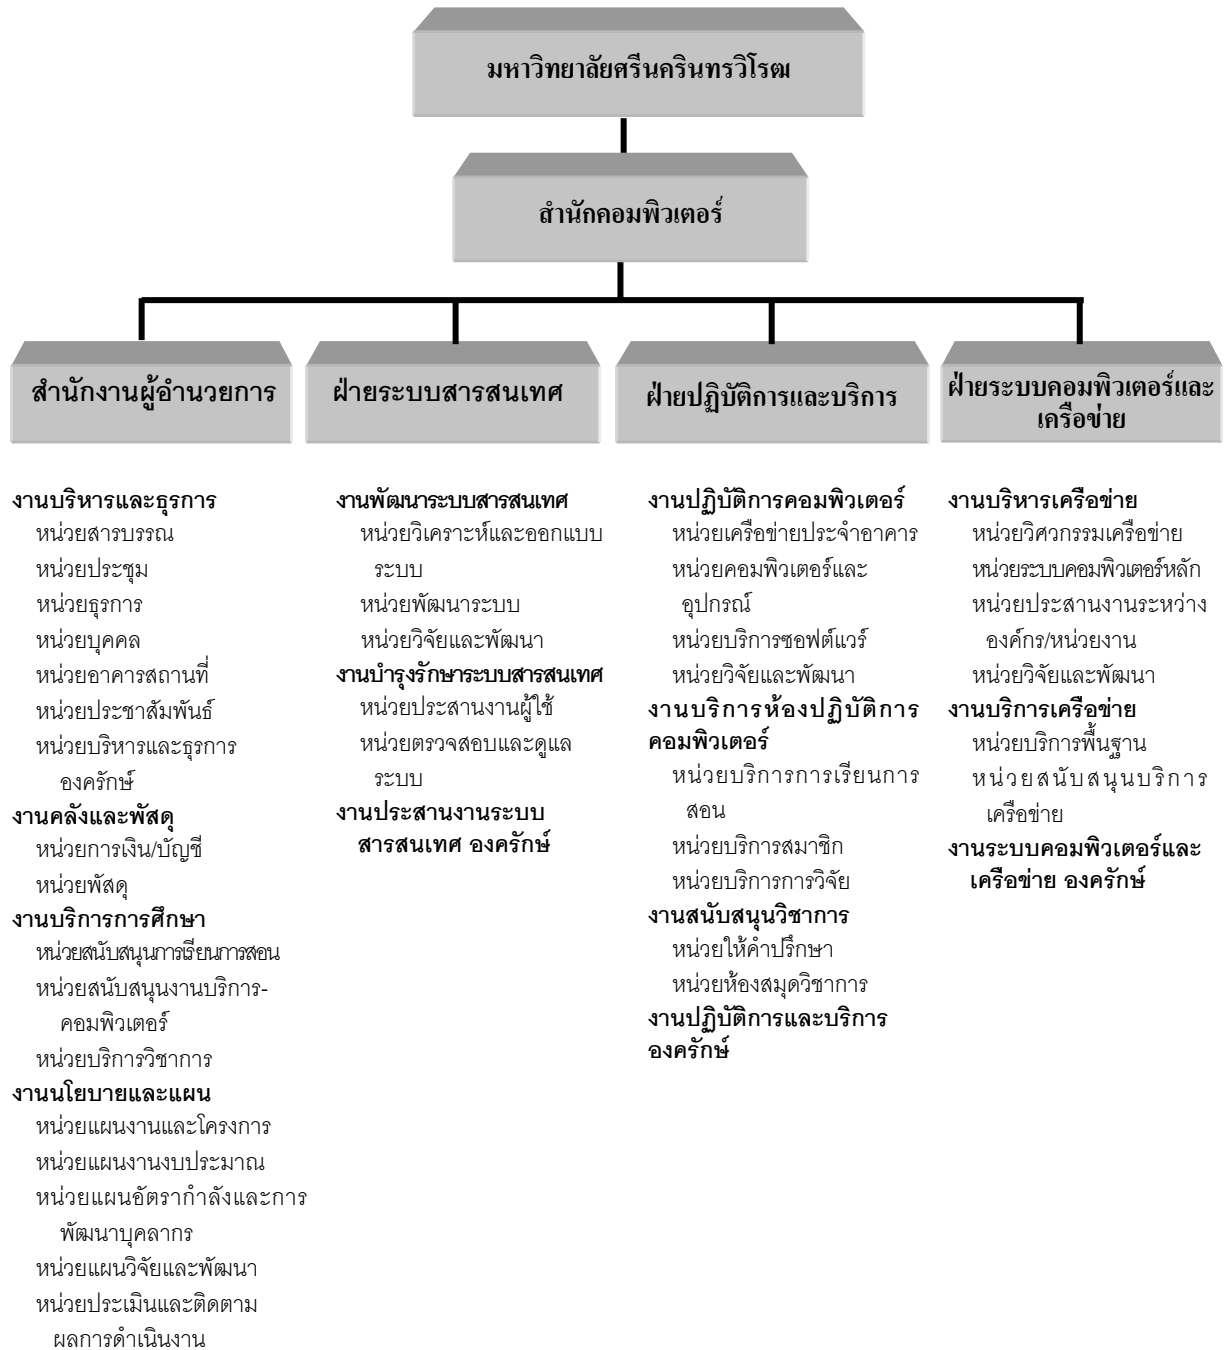 มหาวิทยาลัยศรีนครินทรวิโรฒ
สำนักคอมพิวเตอร์
สำนักงานผู้อำนวยการ
ฝ่ายระบบสารสนเทศ
ฝ่ายปฏิบัติการและบริการ
ฝ่ายระบบคอมพิวเตอร์และ
เครือข่าย
งานบริหารและธุรการ
หน่วยสารบรรณ
หน่วยประชุม
หน่วยธุรการ
หน่วยบุคคล
หน่วยอาคารสถานที่
หน่วยประชาสัมพันธ์
หน่วยบริหารและธุรการ
องครักษ์
งานคลังและพัสดุ
หน่วยการเงิน/บัญชี
หน่วยพัสดุ
งานบริการการศึกษา
หน่วยสนับสนุนการเรียนการสอน
หน่วยสนับสนุนงานบริการ-
คอมพิวเตอร์
หน่วยบริการวิชาการ
งานนโยบายและแผน
หน่วยแผนงานและโครงการ
หน่วยแผนงานงบประมาณ
หน่วยแผนอัตรากำลังและการ
พัฒนาบุคลากร
หน่วยแผนวิจัยและพัฒนา
หน่วยประเมินและติดตาม
ผลการดำเนินงาน
งานพัฒนาระบบสารสนเทศ
หน่วยวิเคราะห์และออกแบบ
ระบบ
หน่วยพัฒนาระบบ
หน่วยวิจัยและพัฒนา
งานบำรุงรักษาระบบสารสนเทศ
หน่วยประสานงานผู้ใช้
หน่วยตรวจสอบและดูแล
ระบบ
งานประสานงานระบบ
สารสนเทศ องครักษ์
งานปฏิบัติการคอมพิวเตอร์
หน่วยเครือข่ายประจำอาคาร
หน่วยคอมพิวเตอร์และ
อุปกรณ์
หน่วยบริการซอฟต์แวร์
หน่วยวิจัยและพัฒนา
งานบริการห้องปฏิบัติการ
คอมพิวเตอร์
หน่วยบริการการเรียนการ
สอน
หน่วยบริการสมาชิก
หน่วยบริการการวิจัย
งานสนับสนุนวิชาการ
หน่วยให้คำปรึกษา
หน่วยห้องสมุดวิชาการ
งานปฏิบัติการและบริการ
องครักษ์
งานบริหารเครือข่าย
หน่วยวิศวกรรมเครือข่าย
หน่วยระบบคอมพิวเตอร์หลัก
หน่วยประสานงานระหว่าง
องค์กร/หน่วยงาน
หน่วยวิจัยและพัฒนา
งานบริการเครือข่าย
หน่วยบริการพื้นฐาน
หน่วยสนับสนุนบริการ
เครือข่าย
งานระบบคอมพิวเตอร์และ
เครือข่าย องครักษ์